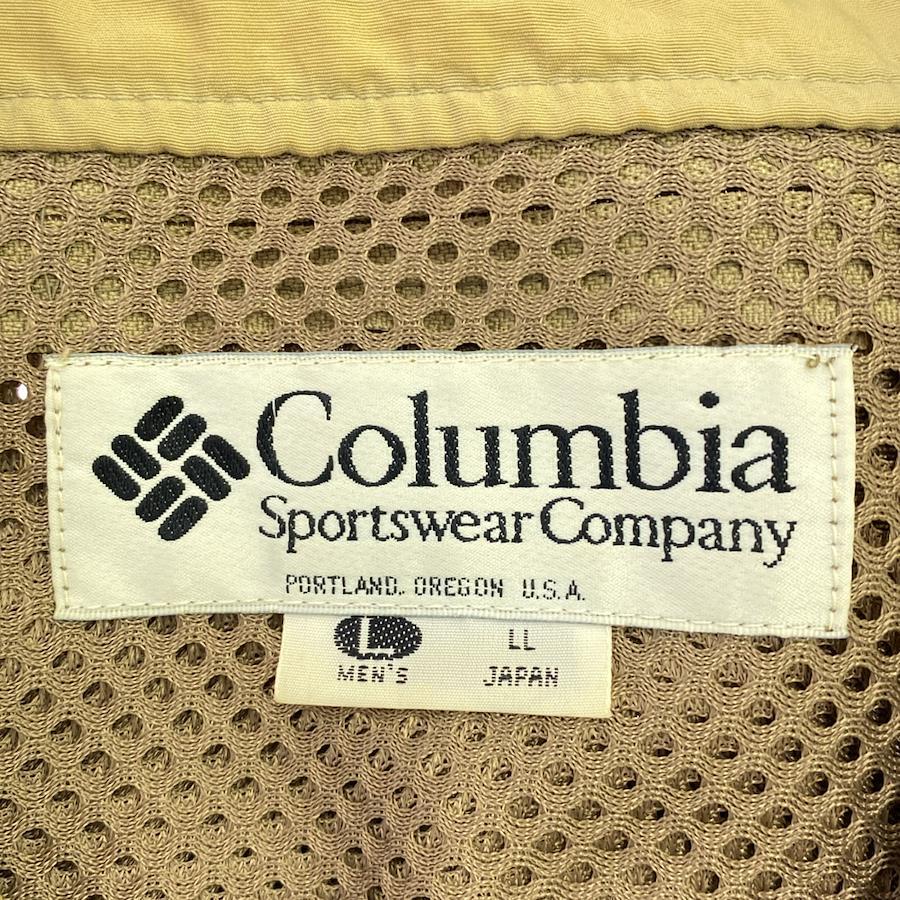 Columbia
Sportswear Company
PORTLAND, OREGON U.S.A.
L LL
MEN'S JAPAN